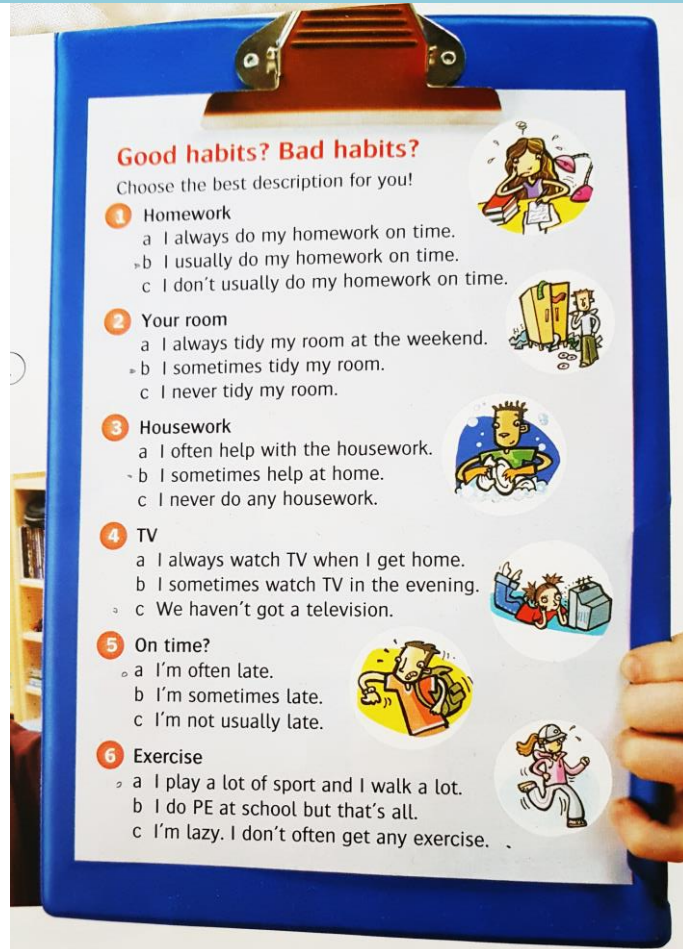 Good habits? Bad habits?
Choose the best description for you!
1 Homework
a I always do my homework on time.
b I usually do my homework on time.
c I don't usually do my homework on time.
2 Your room
a I always tidy my room at the weekend.
b I sometimes tidy my room.
c I never tidy my room.
3 Housework
a I often help with the housework.
b I sometimes help at home.
c I never do any housework.
4 TV
a I always watch TV when I get home.
b I sometimes watch TV in the evening.
c We haven't got a television.
5 On time?
a I'm often late.
b I'm sometimes late.
c I'm not usually late.
6 Exercise
a I play a lot of sport and I walk a lot.
b I do PE at school but that's all.
c I'm lazy. I don't often get any exercise.